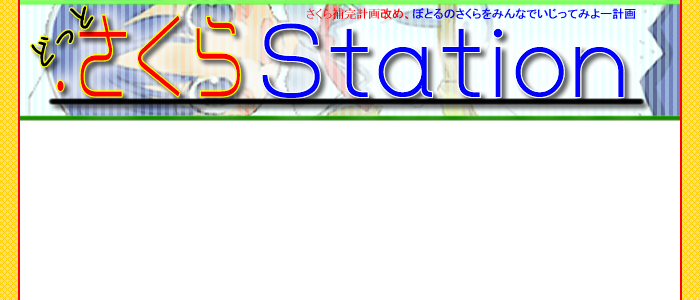 さくら補完計画改め、ぽとるのさくらをみんなでいじってみよー計画
どっと
.さくらStation